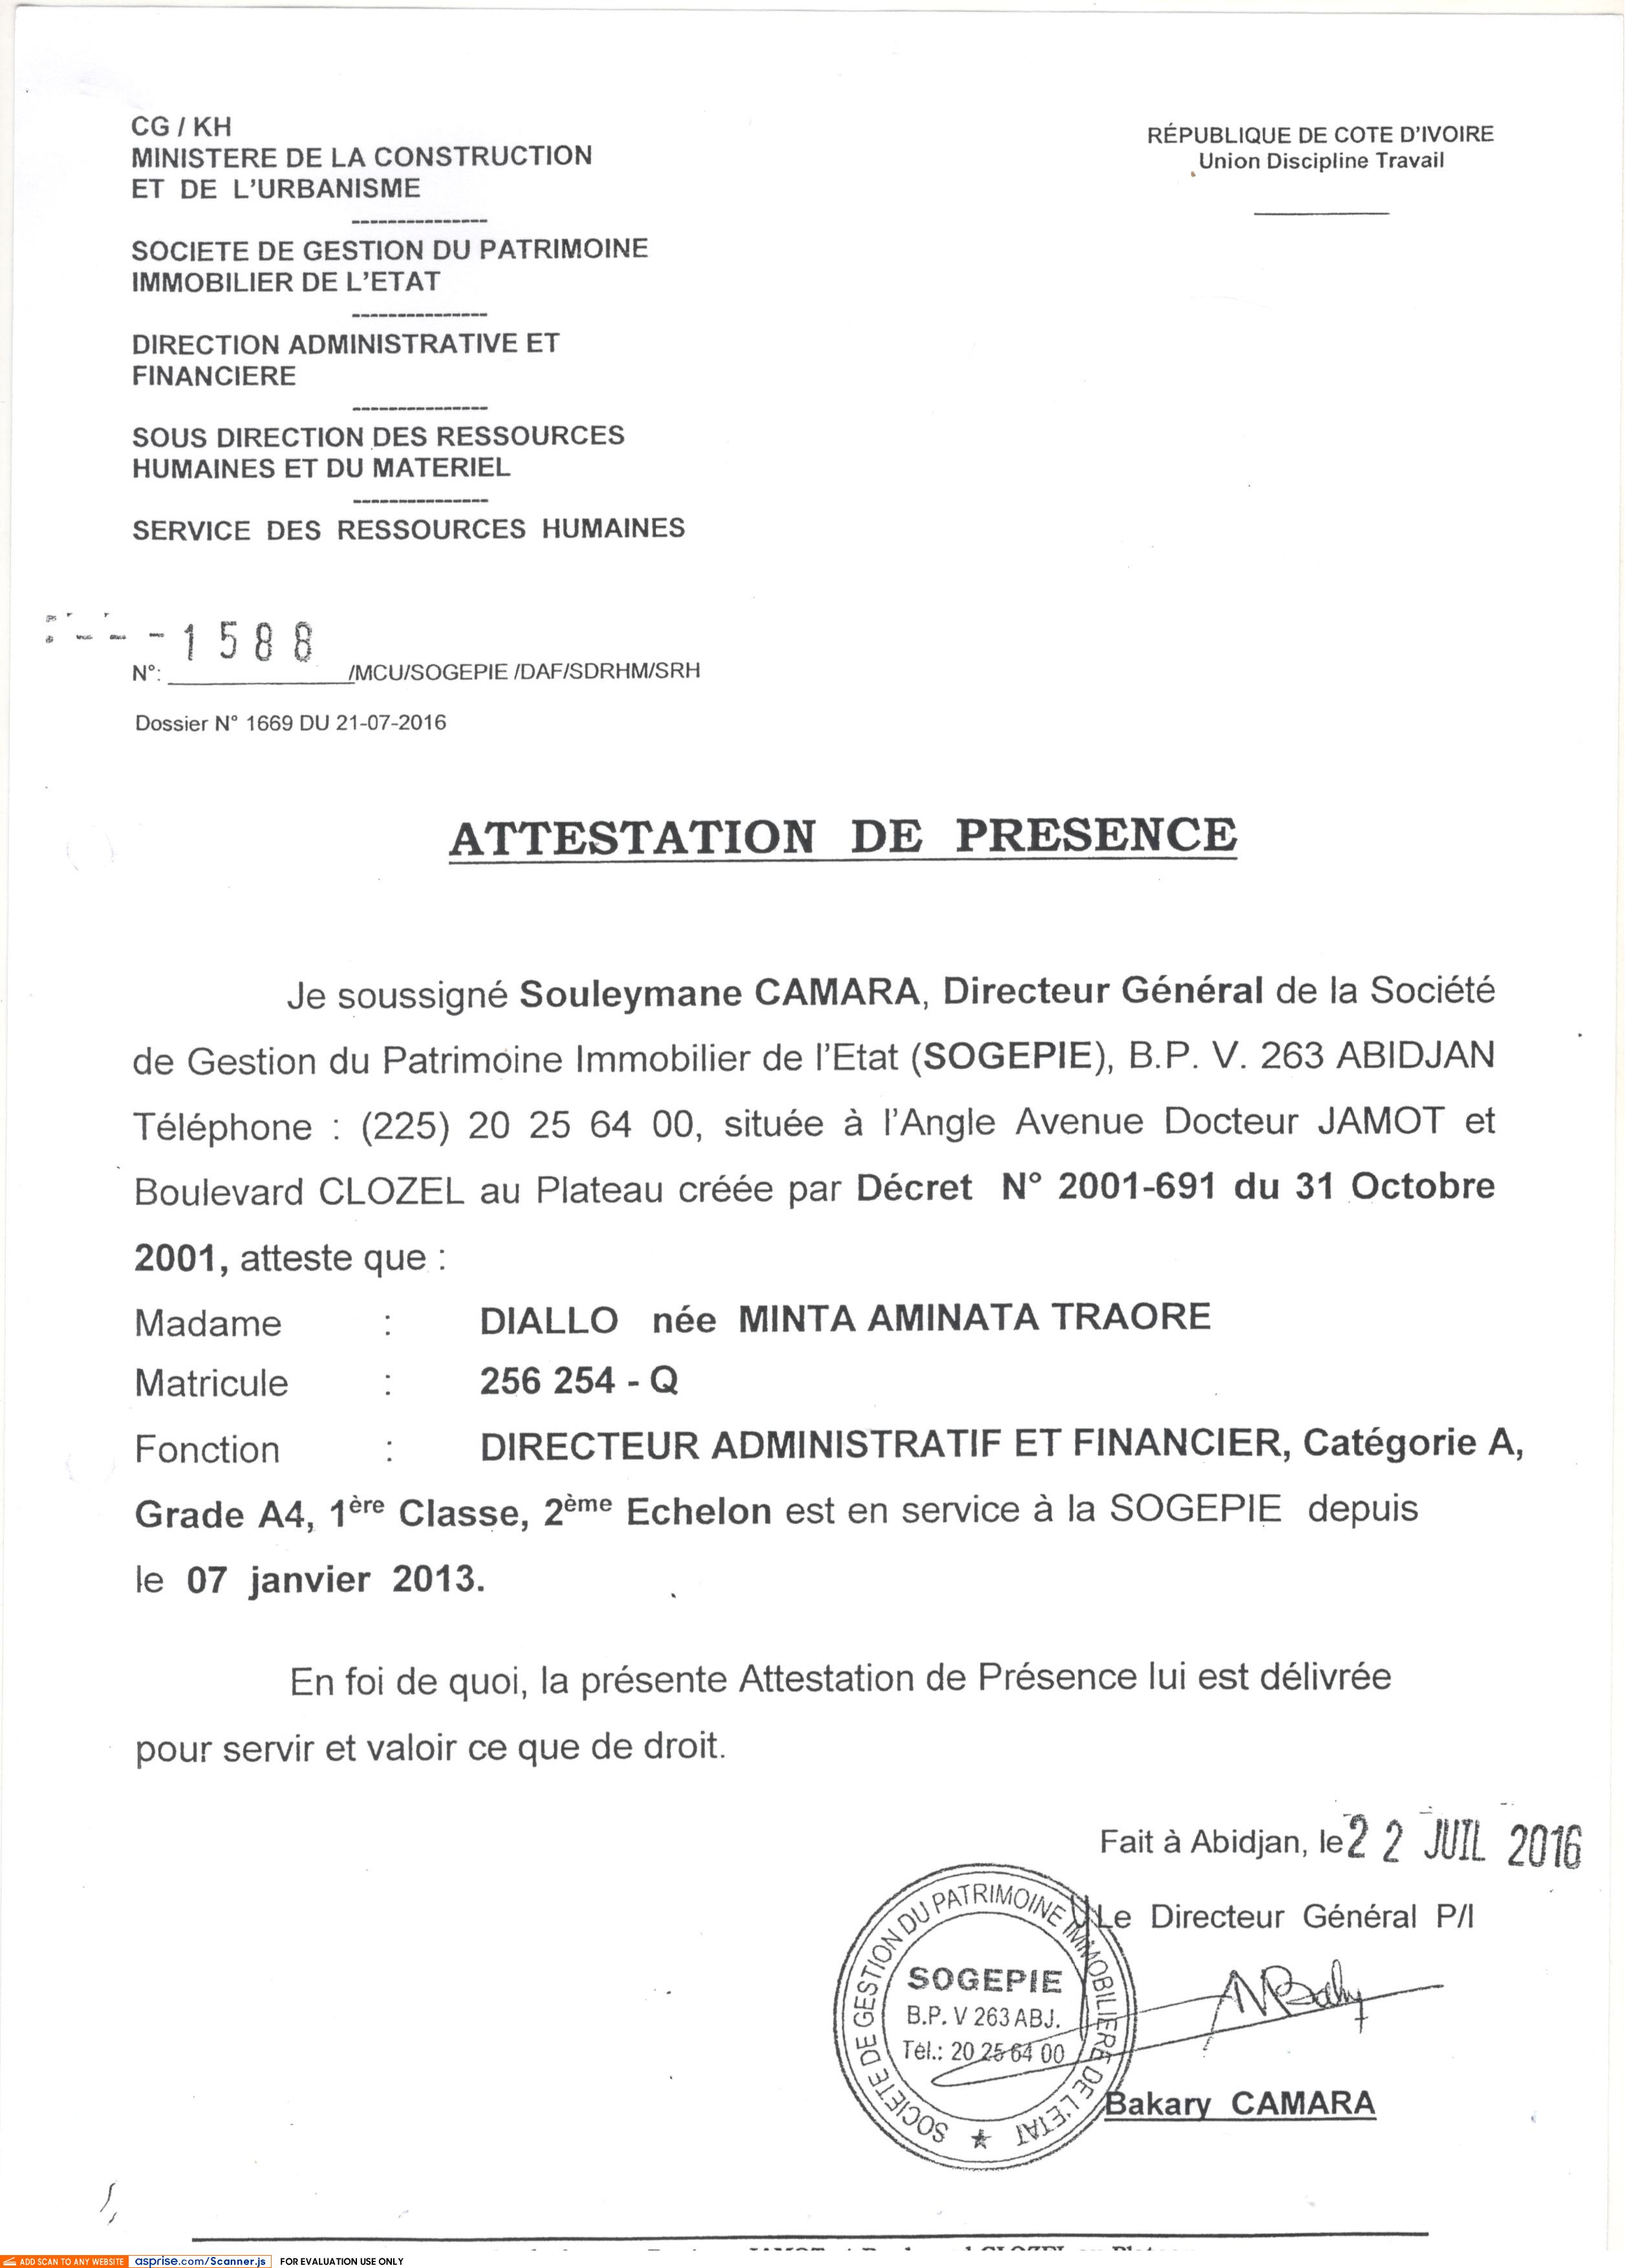 CG / KH
MINISTERE DE LA CONSTRUCTION
ET DE L'URBANISME
---------------
SOCIETE DE GESTION DU PATRIMOINE
IMMOBILIER DE L'ETAT
---------------
DIRECTION ADMINISTRATIVE ET
FINANCIERE
---------------
SOUS DIRECTION DES RESSOURCES
HUMAINES ET DU MATERIEL
---------------
SERVICE DES RESSOURCES HUMAINES
RÉPUBLIQUE DE COTE D'IVOIRE
Union Discipline Travail
1588
N°: /MCU/SOGEPIE /DAF/SDRHM/SRH
Dossier N° 1669 DU 21-07-2016
ATTESTATION DE PRESENCE
Je soussigné Souleymane CAMARA, Directeur Général de la Société
de Gestion du Patrimoine Immobilier de l'Etat (SOGEPIE), B.P. V. 263 ABIDJAN
Téléphone : (225) 20 25 64 00, située à l'Angle Avenue Docteur JAMOT et
Boulevard CLOZEL au Plateau créée par Décret N° 2001-691 du 31 Octobre
2001, atteste que :
Madame : DIALLO née MINTA AMINATA TRAORE
Matricule : 256 254 - Q
Fonction : DIRECTEUR ADMINISTRATIF ET FINANCIER, Catégorie A,
Grade A4, 1ère Classe, 2ème Echelon est en service à la SOGEPIE depuis
le 07 janvier 2013.
En foi de quoi, la présente Attestation de Présence lui est délivrée
pour servir et valoir ce que de droit.
Fait à Abidjan, le 22 JUIL 2016
Le Directeur Général P/I
SOCIETE DE GESTION DU PATRIMOINE IMMOBILIERE DE L'ETAT
SOGEPIE
B.P. V 263 ABJ.
Tél.: 20 25 64 00
Bakary CAMARA
ADD SCAN TO ANY WEBSITE asprise.com/Scanner.js FOR EVALUATION USE ONLY